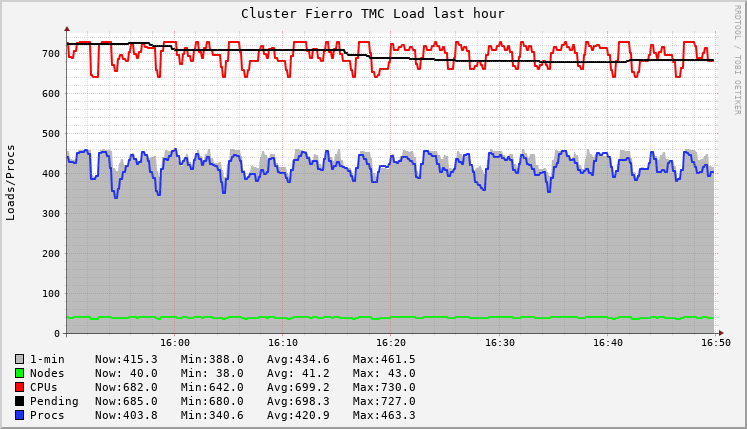 Cluster Fierro TMC Load last hour
RRDTOOL / TOBI OETIKER
Loads/Procs
700
600
500
400
300
200
100
0
16:00 16:10 16:20 16:30 16:40 16:50
1-min Now:415.3 Min:388.0 Avg:434.6 Max:461.5
Nodes Now: 40.0 Min: 38.0 Avg: 41.2 Max: 43.0
CPUs Now:682.0 Min:642.0 Avg:699.2 Max:730.0
Pending Now:685.0 Min:680.0 Avg:698.3 Max:727.0
Procs Now:403.8 Min:340.6 Avg:420.9 Max:463.3